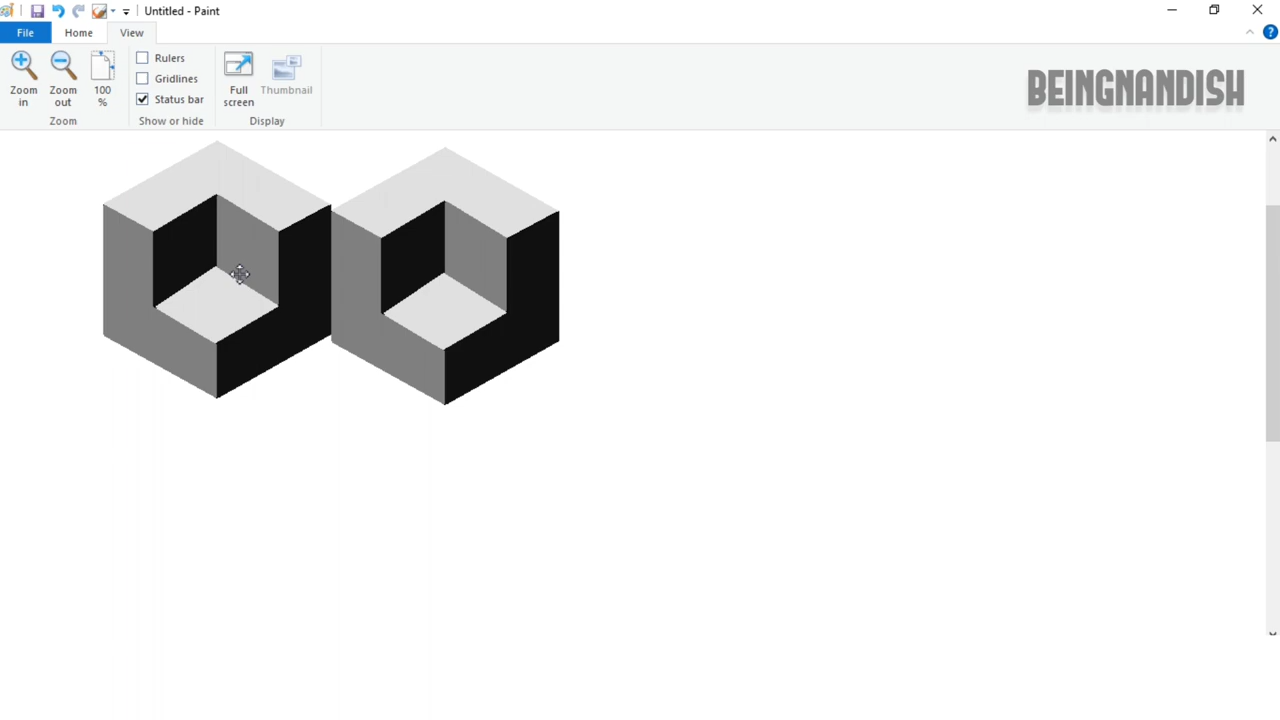 Untitled - Paint
File Home View
Rulers
Gridlines
Status bar
Zoom in
Zoom out
100 %
Full screen
Thumbnail
Zoom
Show or hide
Display
BEINGNANDISH
?